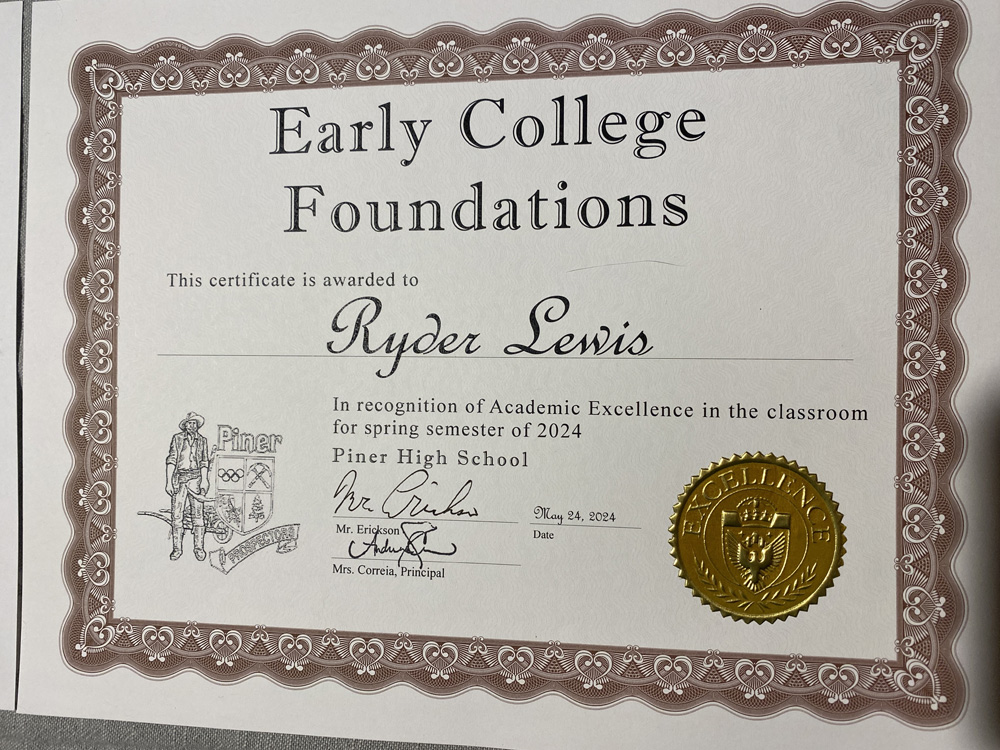 Early College
Foundations
This certificate is awarded to
Ryder Lewis
In recognition of Academic Excellence in the classroom
for spring semester of 2024
Piner High School
Piner
PROSPECTORS
Mr. Erickson
May 24, 2024
Mr. Erickson
Date
Mrs. Correia, Principal
EXCELLENCE